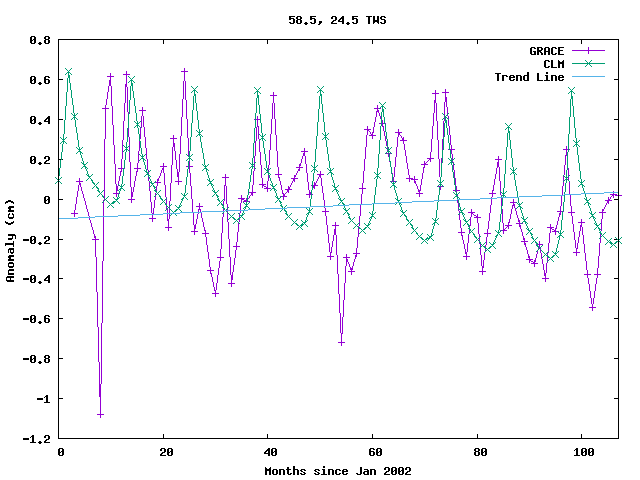 58.5, 24.5 TWS
GRACE
CLM
Trend Line
0.8
0.6
0.4
0.2
0
-0.2
-0.4
-0.6
-0.8
-1
-1.2
Anomaly (cm)
0 20 40 60 80 100
Months since Jan 2002